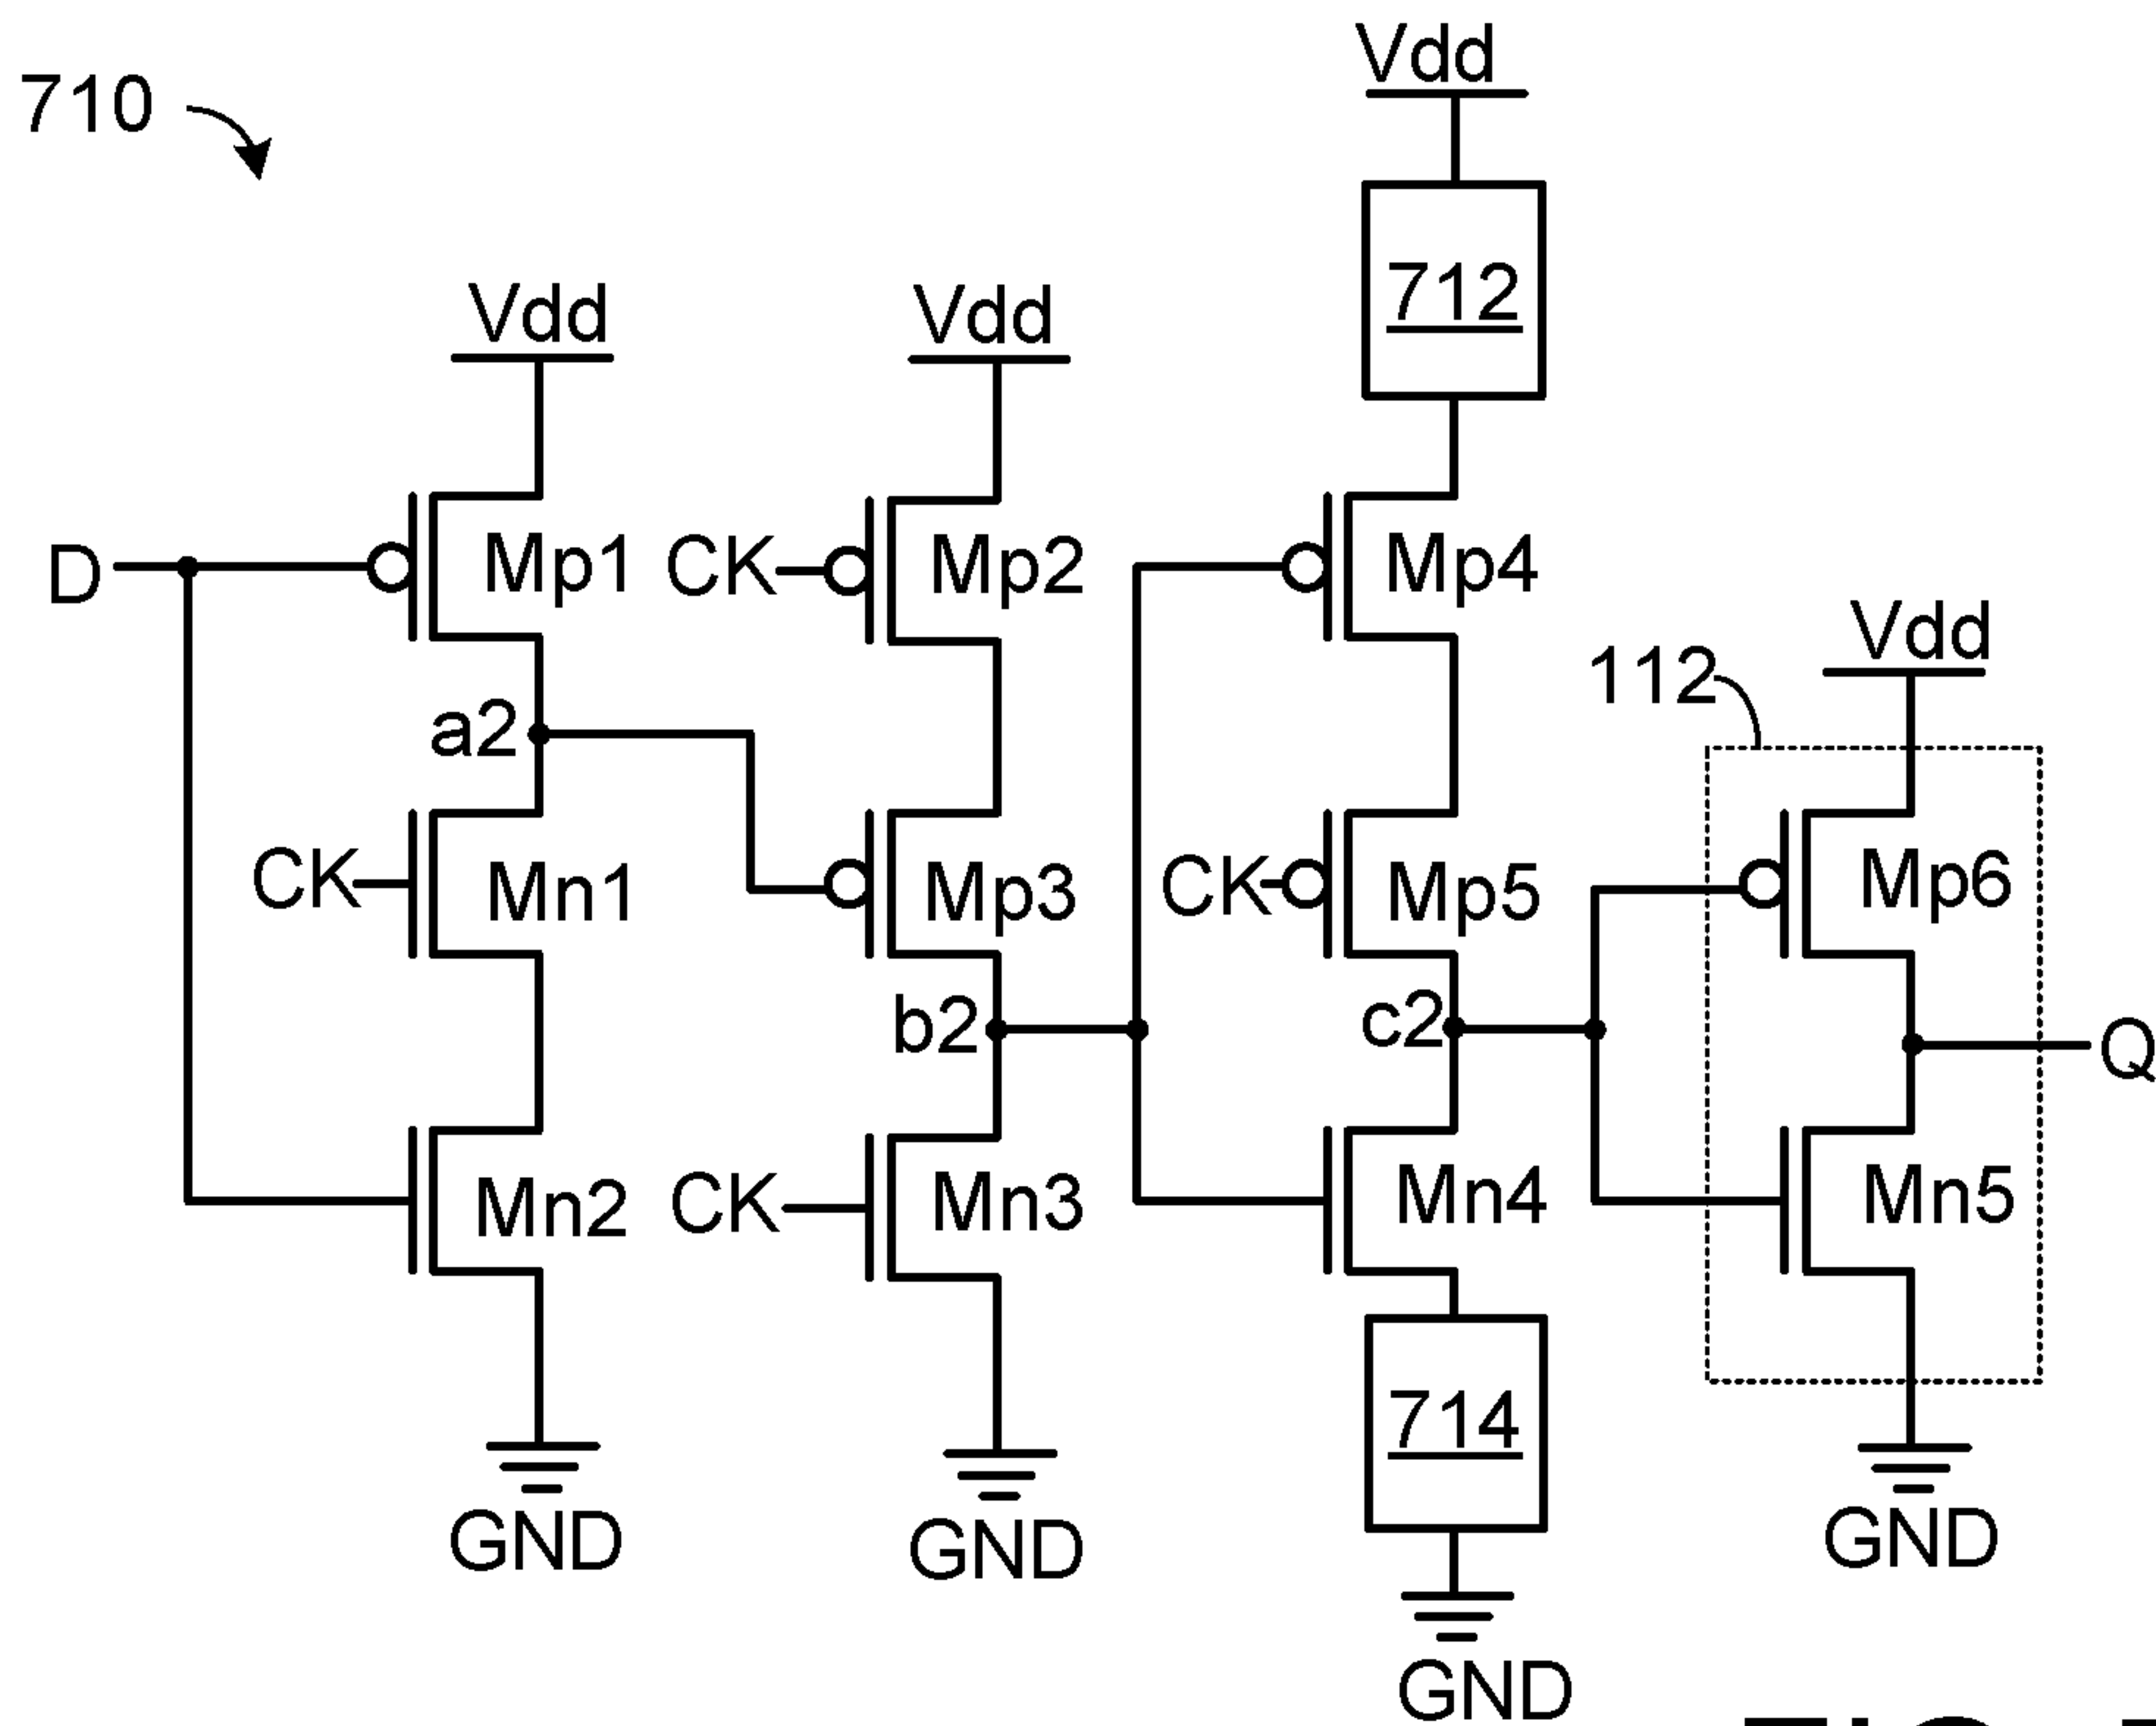 710
Vdd
712
Vdd
Vdd
D
Mp1
CK
Mp2
Mp4
Vdd
112
a2
CK
Mn1
Mp3
CK
Mp5
Mp6
b2
c2
Q
Mn2
CK
Mn3
Mn4
Mn5
714
GND
GND
GND
GND